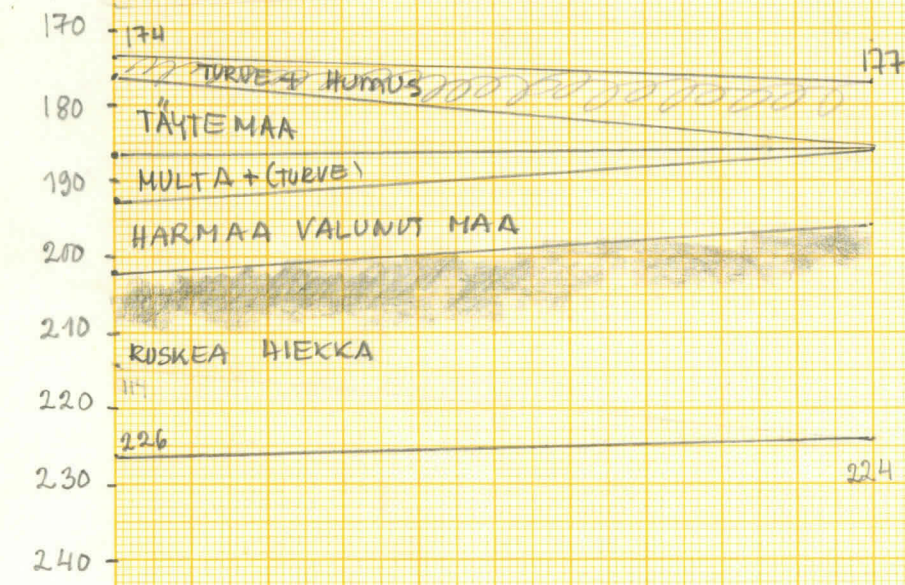 170
174
177
TURVE + HUMUS
180
TÄYTEMAA
190
MULTA + (TURVE)
HARMAA VALUNUT MAA
200
210
RUSKEA HIEKKA
114
220
226
230
224
240